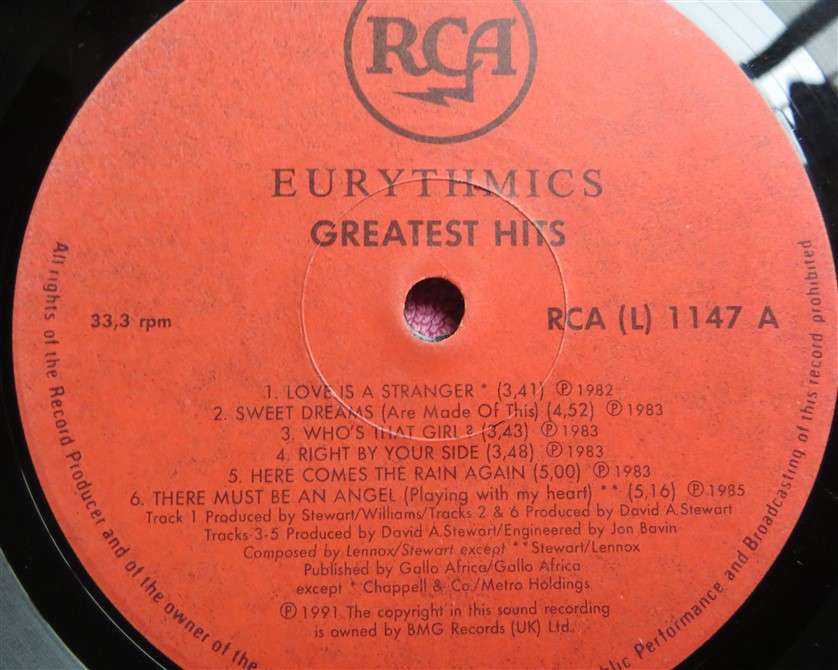 RCA
EURYTHMICS
GREATEST HITS
33,3 rpm
RCA (L) 1147 A
1. LOVE IS A STRANGER * (3,41) Ⓟ 1982
2. SWEET DREAMS (Are Made Of This) (4,52) Ⓟ 1983
3. WHO'S THAT GIRL? (3,43) Ⓟ 1983
4. RIGHT BY YOUR SIDE (3,48) Ⓟ 1983
5. HERE COMES THE RAIN AGAIN (5,00) Ⓟ 1983
6. THERE MUST BE AN ANGEL (Playing with my heart) ** (5,16) Ⓟ 1985
Track 1 Produced by Stewart/Williams/Tracks 2 & 6 Produced by David A.Stewart
Tracks 3-5 Produced by David A.Stewart/Engineered by Jon Bavin
Composed by Lennox/Stewart except **Stewart/Lennox
Published by Gallo Africa/Gallo Africa
except * Chappell & Co./Metro Holdings
Ⓟ 1991 The copyright in this sound recording
is owned by BMG Records (UK) Ltd.
All rights of the Record Producer and of the owner of the
Public Performance and Broadcasting of this record prohibited